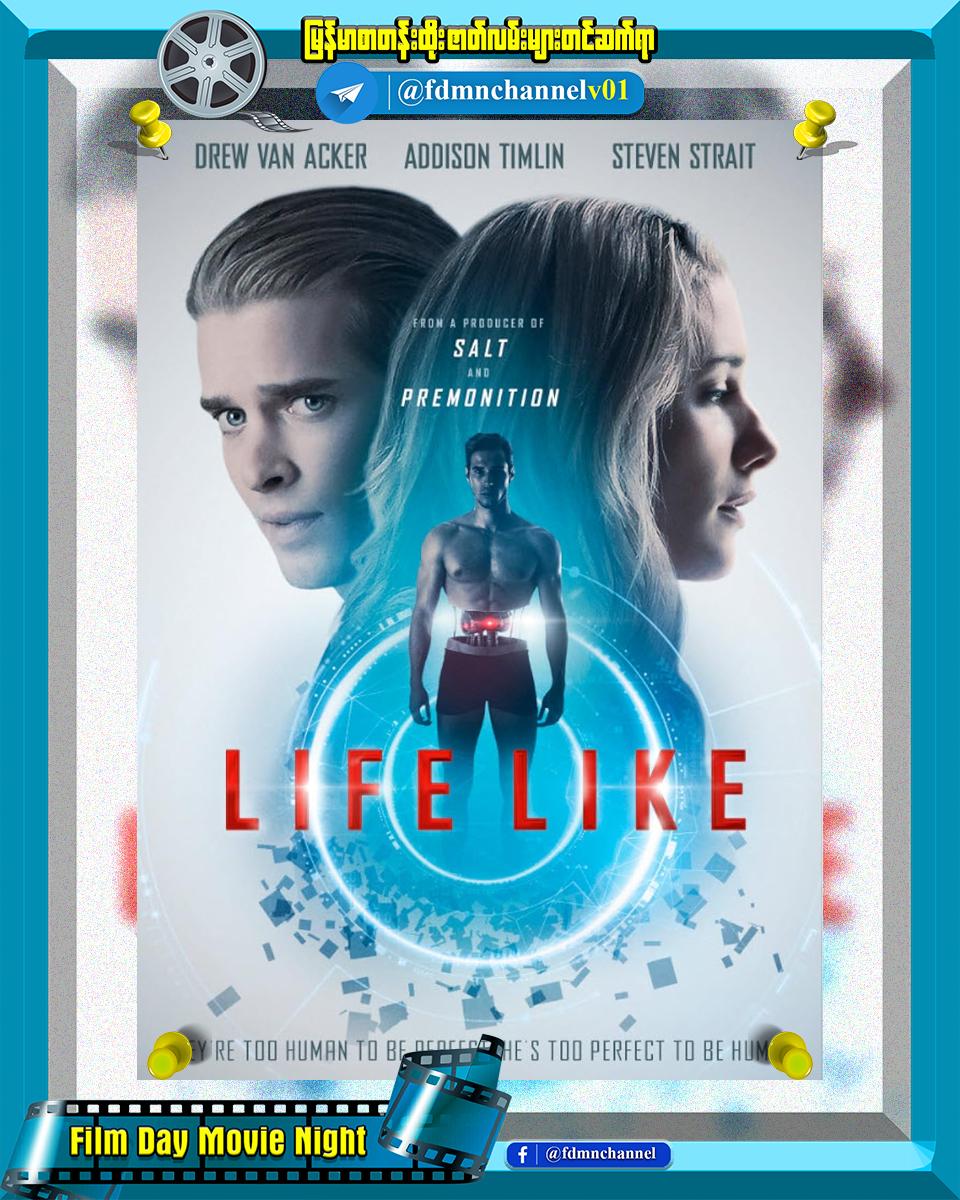 မြန်မာစာတန်းထိုးဇာတ်လမ်းများတင်ဆက်ရာ
@fdmnchannelv01
DREW VAN ACKER ADDISON TIMLIN STEVEN STRAIT
FROM A PRODUCER OF
SALT
AND
PREMONITION
LIFE LIKE
TOO HUMAN TO BE PERFECT HE'S TOO PERFECT TO BE
Film Day Movie Night
@fdmnchannel